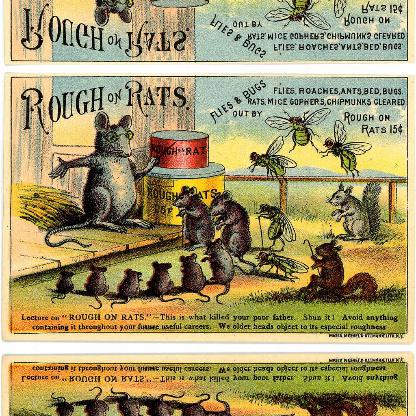 ROUGH ON RATS
FLIES & BUGS
OUT BY
RATS, MICE GOPHERS, CHIPMUNKS CLEARED
FLIES, ROACHES, ANTS, BED, BUGS,
ROUGH ON
RATS 15¢
ROUGH ON RATS.
FLIES & BUGS
FLIES, ROACHES, ANTS, BED, BUGS,
RATS, MICE GOPHERS, CHIPMUNKS CLEARED
OUT BY
ROUGH ON
RATS 15¢
ROUGH ON RAT
ROUGH ON RATS
15¢
Lecture on "ROUGH ON RATS."—This is what killed your poor father. Shun it! Avoid anything
containing it throughout your future useful careers. We older heads object to its especial roughness
containing it throughout your future useful careers. We older heads object to its especial roughness
Lecture on "ROUGH ON RATS."—This is what killed your poor father. Shun it! Avoid anything